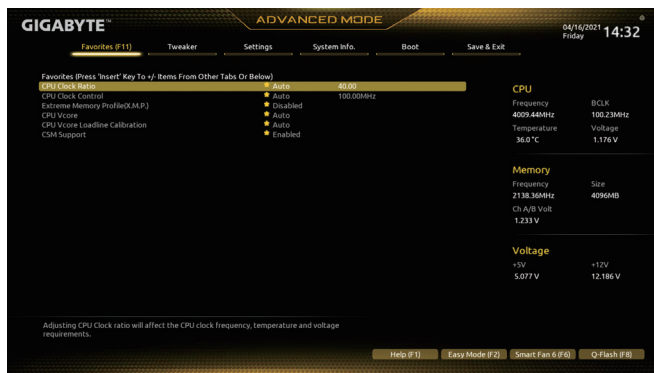 GIGABYTE™
ADVANCED MODE
04/16/2021
Friday
14:32
Favorites (F11) Tweaker Settings System Info. Boot Save & Exit
Favorites (Press 'Insert' Key To +/- Items From Other Tabs Or Below)
CPU Clock Ratio Auto 40.00
CPU Clock Control Auto 100.00MHz
Extreme Memory Profile(X.M.P.) Disabled
CPU Vcore Auto
CPU Vcore Loadline Calibration Auto
CSM Support Enabled
CPU
Frequency BCLK
4009.44MHz 100.23MHz
Temperature Voltage
36.0 °C 1.176 V
Memory
Frequency Size
2138.36MHz 4096MB
Ch A/B Volt
1.233 V
Voltage
+5V +12V
5.077 V 12.186 V
Adjusting CPU Clock ratio will affect the CPU clock frequency, temperature and voltage
requirements.
Help (F1) Easy Mode (F2) Smart Fan 6 (F6) Q-Flash (F8)